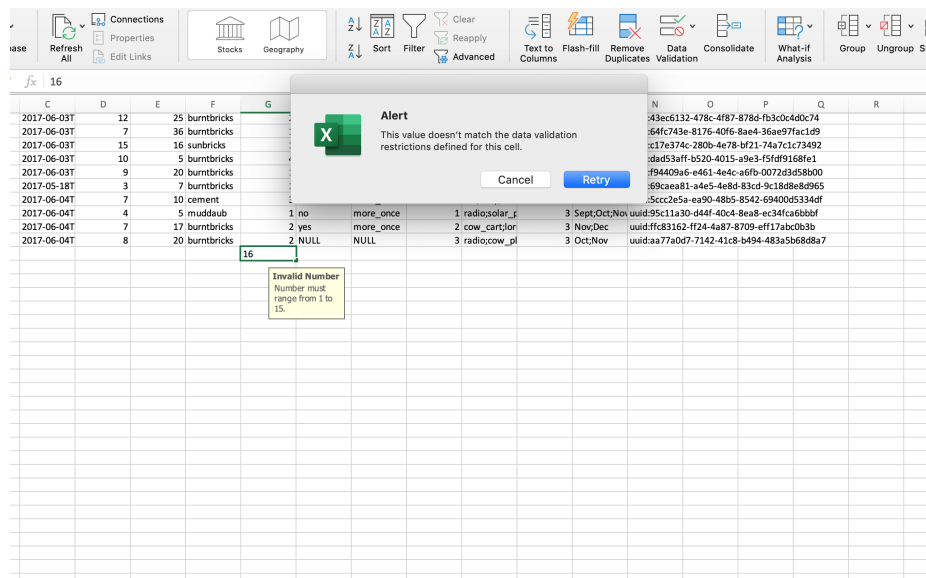 Connections
Properties
Edit Links
ase
Refresh
All
Stocks
Geography
Sort
Filter
Clear
Reapply
Advanced
Text to
Columns
Flash-fill
Remove
Duplicates
Data
Validation
Consolidate
What-if
Analysis
Group
Ungroup
fx 16
C D E F G N O P Q R
2017-06-03T 12 25 burntbricks :43ec6132-478c-4f87-878d-fb3c0c4d0c74
2017-06-03T 7 36 burntbricks :64fc743e-8176-40f6-8ae4-36ae97fac1d9
2017-06-03T 15 16 sunbricks :c17e374c-280b-4e78-bf21-74a7c1c73492
2017-06-03T 10 5 burntbricks :dad53aff-b520-4015-a9e3-f5fdf9168fe1
2017-06-03T 9 20 burntbricks :f94409a6-e461-4e4c-a6fb-0072d3d58b00
2017-05-18T 3 7 burntbricks :69caea81-a4e5-4e8d-83cd-9c18d8e8d965
2017-06-04T 7 10 cement :5ccc2e5a-ea90-48b5-8542-69400d5334df
2017-06-04T 4 5 muddaub 1 no more_once 1 radio;solar_p 3 Sept;Oct;Nov uuid:95c11a30-d44f-40c4-8ea8-ec34fca6bbbf
2017-06-04T 7 17 burntbricks 2 yes more_once 2 cow_cart;lor 3 Nov;Dec uuid:ffc83162-ff24-4a87-8709-eff17abc0b3b
2017-06-04T 8 20 burntbricks 2 NULL NULL 3 radio;cow_pl 3 Oct;Nov uuid:aa77a0d7-7142-41c8-b494-483a5b68d8a7
16
Invalid Number
Number must
range from 1 to
15.
Alert
This value doesn't match the data validation
restrictions defined for this cell.
Cancel
Retry